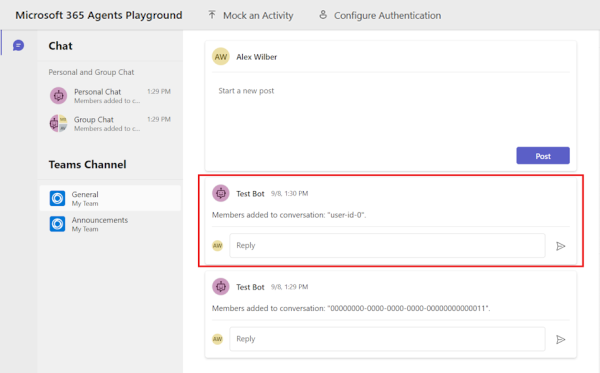 Microsoft 365 Agents Playground
Mock an Activity
Configure Authentication
Chat
Personal and Group Chat
Personal Chat 1:29 PM
Members added to c...
Group Chat 1:29 PM
Members added to c...
Teams Channel
General
My Team
Announcements
My Team
AW Alex Wilber
Start a new post
Post
Test Bot 9/8, 1:30 PM
Members added to conversation: "user-id-0".
AW Reply
Test Bot 9/8, 1:29 PM
Members added to conversation: "00000000-0000-0000-0000-00000000000011".
AW Reply